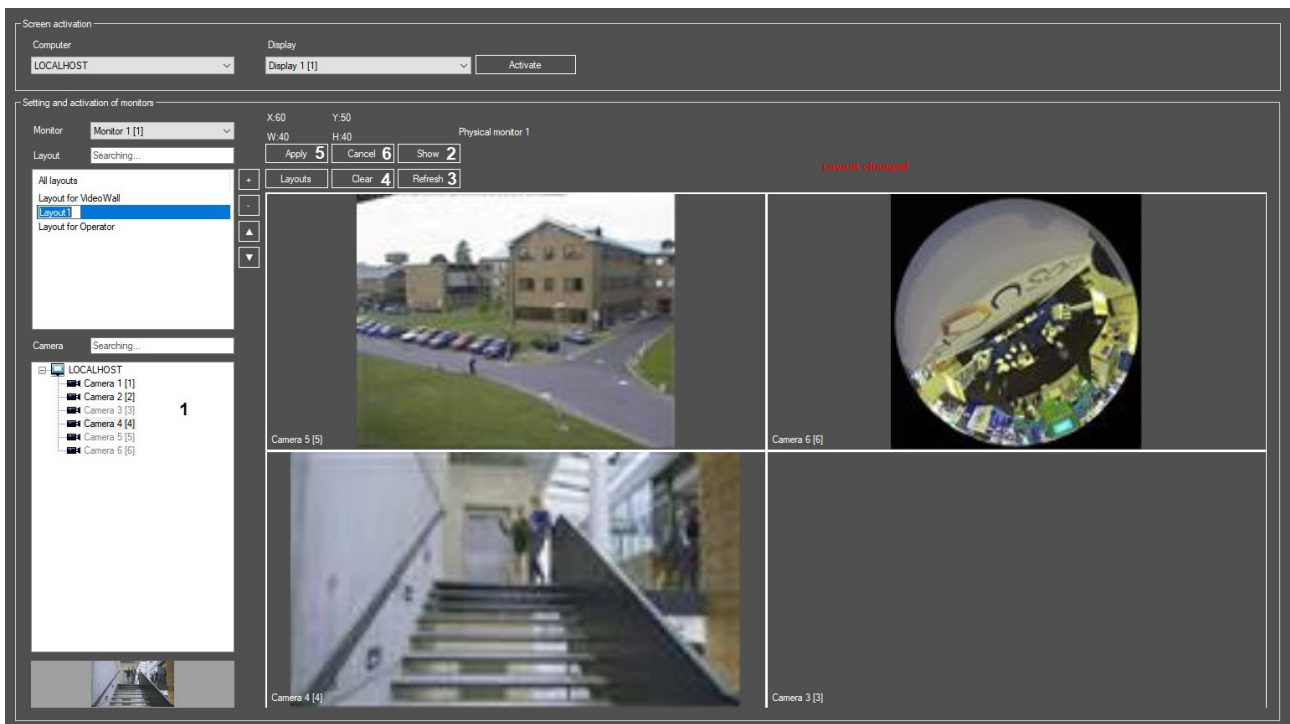 Screen activation
Computer
Display
LOCALHOST
Display 1 [1]
Activate
Setting and activation of monitors
X:60 Y:50
Monitor
Monitor 1 [1]
W:40 H:40
Physical monitor 1
Layout
Searching...
Apply 5
Cancel 6
Show 2
Layout changed
All layouts
+
Layouts
Clear 4
Refresh 3
Layout for VideoWall
Layout1
-
Layout for Operator
▲
▼
Camera
Searching...
LOCALHOST
Camera 1 [1]
Camera 2 [2]
Camera 3 [3]
1
Camera 4 [4]
Camera 5 [5]
Camera 6 [6]
Camera 5 [5]
Camera 6 [6]
Camera 4 [4]
Camera 3 [3]